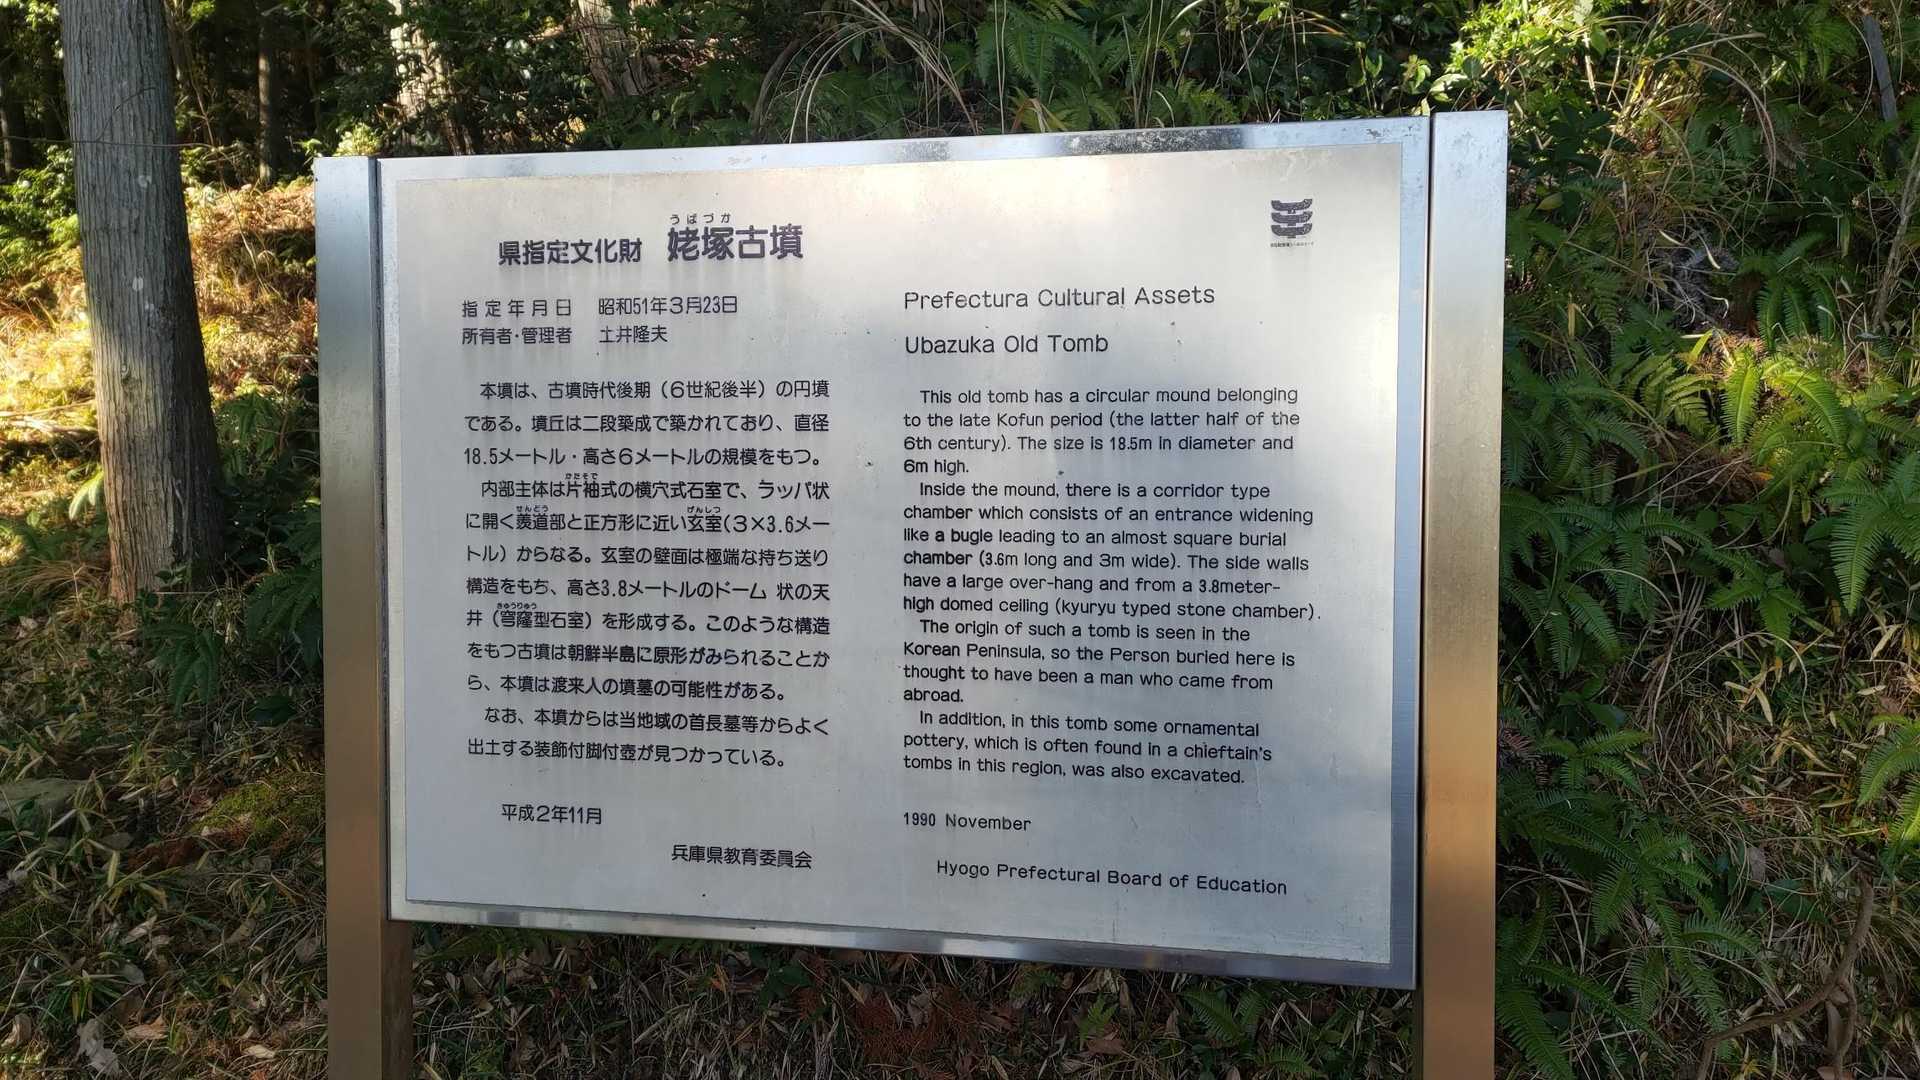 うばづか
県指定文化財 姥塚古墳
指定年月日 昭和51年3月23日
所有者・管理者 土井隆夫
本墳は、古墳時代後期（6世紀後半）の円墳
である。墳丘は二段築成で築かれており、直径
18.5メートル・高さ6メートルの規模をもつ。
かたそで
内部主体は片袖式の横穴式石室で、ラッパ状
せんどう げんしつ
に開く羨道部と正方形に近い玄室（3×3.6メー
トル）からなる。玄室の壁面は極端な持ち送り
構造をもち、高さ3.8メートルのドーム 状の天
きゅうりゅう
井（穹窿型石室）を形成する。このような構造
をもつ古墳は朝鮮半島に原形がみられることか
ら、本墳は渡来人の墳墓の可能性がある。
なお、本墳からは当地域の首長墓等からよく
出土する装飾付脚付壺が見つかっている。
平成2年11月
兵庫県教育委員会
Prefectura Cultural Assets
Ubazuka Old Tomb
This old tomb has a circular mound belonging
to the late Kofun period (the latter half of the
6th century). The size is 18.5m in diameter and
6m high.
Inside the mound, there is a corridor type
chamber which consists of an entrance widening
like a bugle leading to an almost square burial
chamber (3.6m long and 3m wide). The side walls
have a large over-hang and from a 3.8meter-
high domed ceiling (kyuryu typed stone chamber).
The origin of such a tomb is seen in the
Korean Peninsula, so the Person buried here is
thought to have been a man who came from
abroad.
In addition, in this tomb some ornamental
pottery, which is often found in a chieftain's
tombs in this region, was also excavated.
1990 November
Hyogo Prefectural Board of Education